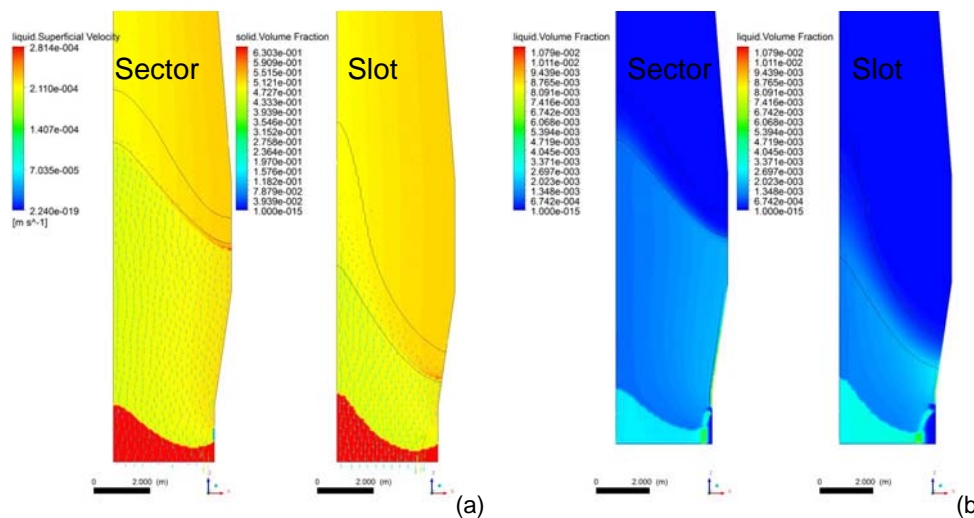 liquid.Superficial Velocity
2.814e-004
2.110e-004
1.407e-004
7.035e-005
2.240e-019
[m s^-1]
Sector
solid.Volume Fraction
6.303e-001
5.909e-001
5.515e-001
5.121e-001
4.727e-001
4.333e-001
3.939e-001
3.546e-001
3.152e-001
2.758e-001
2.364e-001
1.970e-001
1.576e-001
1.182e-001
7.879e-002
3.939e-002
1.000e-015
Slot
0
2.000
(m)
0
2.000
(m)
(a)
liquid.Volume Fraction
1.079e-002
1.011e-002
9.439e-003
8.765e-003
8.091e-003
7.416e-003
6.742e-003
6.068e-003
5.394e-003
4.719e-003
4.045e-003
3.371e-003
2.697e-003
2.023e-003
1.348e-003
6.742e-004
1.000e-015
Sector
liquid.Volume Fraction
1.079e-002
1.011e-002
9.439e-003
8.765e-003
8.091e-003
7.416e-003
6.742e-003
6.068e-003
5.394e-003
4.719e-003
4.045e-003
3.371e-003
2.697e-003
2.023e-003
1.348e-003
6.742e-004
1.000e-015
Slot
0
2.000
(m)
0
2.000
(m)
(b